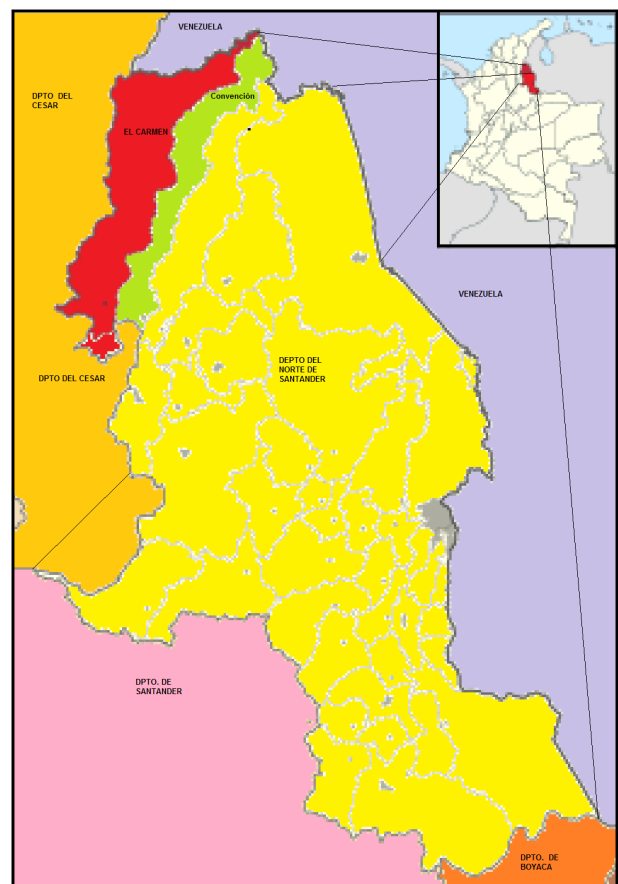 VENEZUELA
DPTO DEL
CESAR
Convención
EL CARMEN
VENEZUELA
DEPTO DEL
NORTE DE
SANTANDER
DPTO DEL CESAR
DPTO. DE
SANTANDER
DPTO. DE
BOYACA